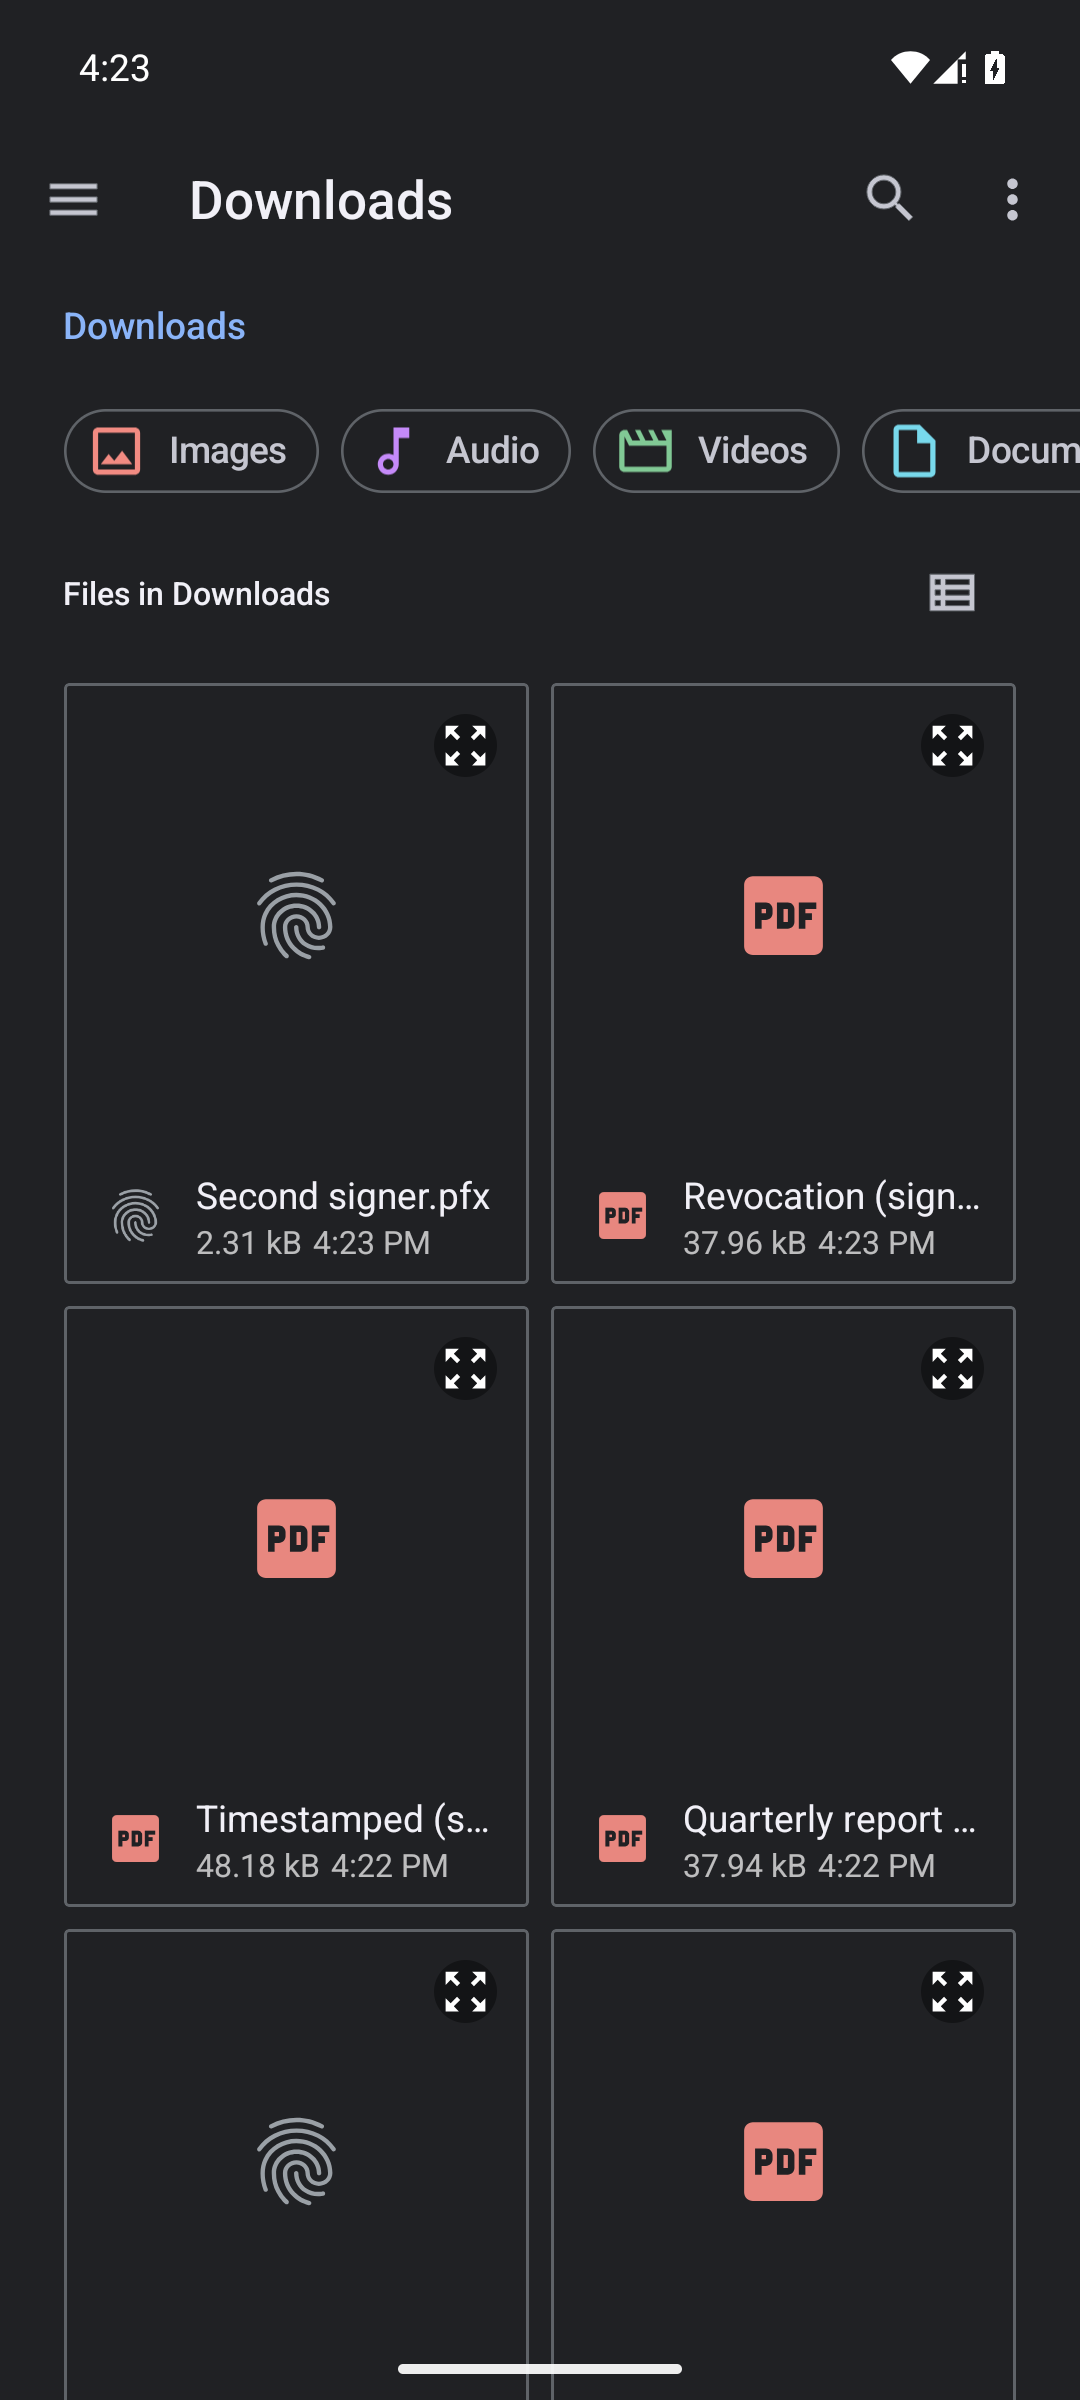 4:23
Downloads
Downloads
Images
Audio
Videos
Docum
Files in Downloads
PDF
Second signer.pfx
2.31 kB 4:23 PM
PDF
Revocation (sign...
37.96 kB 4:23 PM
PDF
PDF
PDF
Timestamped (s...
48.18 kB 4:22 PM
PDF
Quarterly report ...
37.94 kB 4:22 PM
PDF